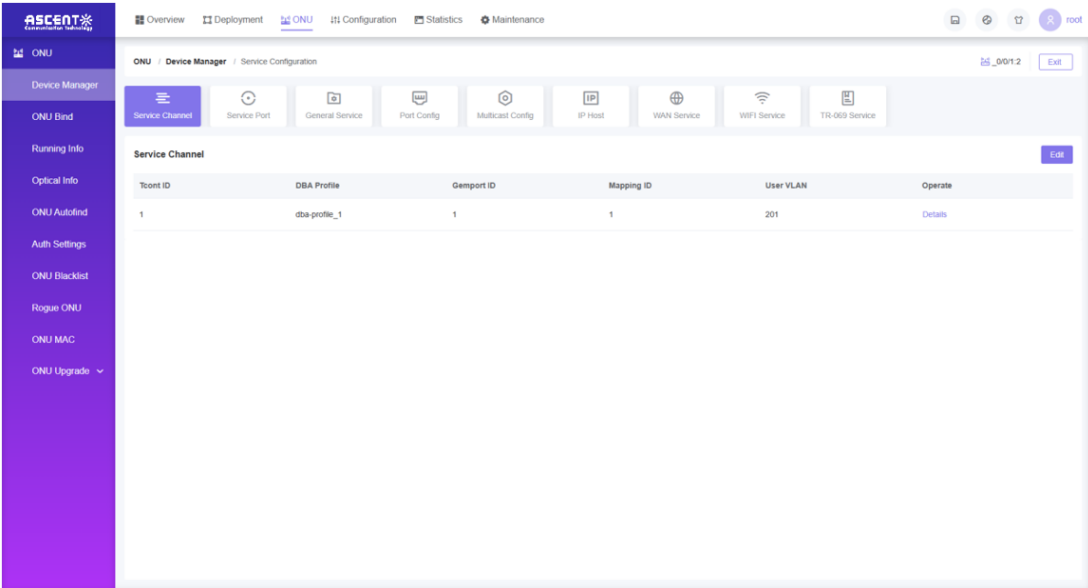 ASCENT
Communication Technology
Overview Deployment ONU Configuration Statistics Maintenance root
ONU
ONU / Device Manager / Service Configuration _0/0/1:2 Exit
Device Manager
ONU Bind
Running Info
Optical Info
ONU Autofind
Auth Settings
ONU Blacklist
Rogue ONU
ONU MAC
ONU Upgrade
Service Channel Service Port General Service Port Config Multicast Config IP IP Host WAN Service WIFI Service TR-069 Service
Service Channel Edit
Tcont ID DBA Profile Gemport ID Mapping ID User VLAN Operate
1 dba-profile_1 1 1 201 Details